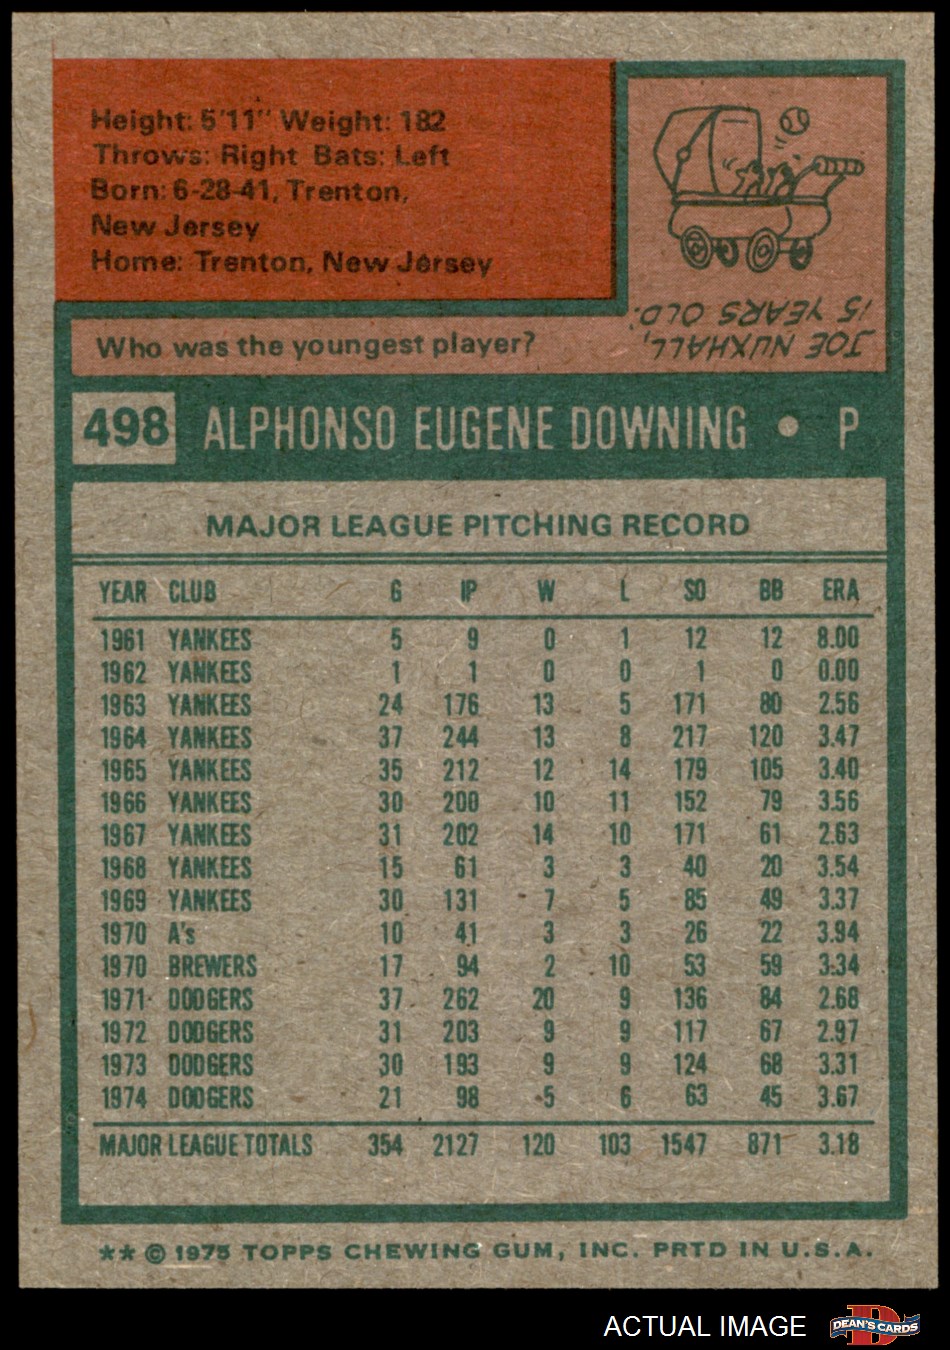 Height: 5'11" Weight: 182
Throws: Right Bats: Left
Born: 6-28-41, Trenton,
New Jersey
Home: Trenton, New Jersey
Who was the youngest player?
JOE NUXHALL,
15 YEARS OLD.
498 ALPHONSO EUGENE DOWNING • P
MAJOR LEAGUE PITCHING RECORD
YEAR CLUB G IP W L SO BB ERA
1961 YANKEES 5 9 0 1 12 12 8.00
1962 YANKEES 1 1 0 0 1 0 0.00
1963 YANKEES 24 176 13 5 171 80 2.56
1964 YANKEES 37 244 13 8 217 120 3.47
1965 YANKEES 35 212 12 14 179 105 3.40
1966 YANKEES 30 200 10 11 152 79 3.56
1967 YANKEES 31 202 14 10 171 61 2.63
1968 YANKEES 15 61 3 3 40 20 3.54
1969 YANKEES 30 131 7 5 85 49 3.37
1970 A's 10 41 3 3 26 22 3.94
1970 BREWERS 17 94 2 10 53 59 3.34
1971 DODGERS 37 262 20 9 136 84 2.68
1972 DODGERS 31 203 9 9 117 67 2.97
1973 DODGERS 30 193 9 9 124 68 3.31
1974 DODGERS 21 98 5 6 63 45 3.67
MAJOR LEAGUE TOTALS 354 2127 120 103 1547 871 3.18
** © 1975 TOPPS CHEWING GUM, INC. PRTD IN U.S.A.
ACTUAL IMAGE
D
DEAN'S CARDS